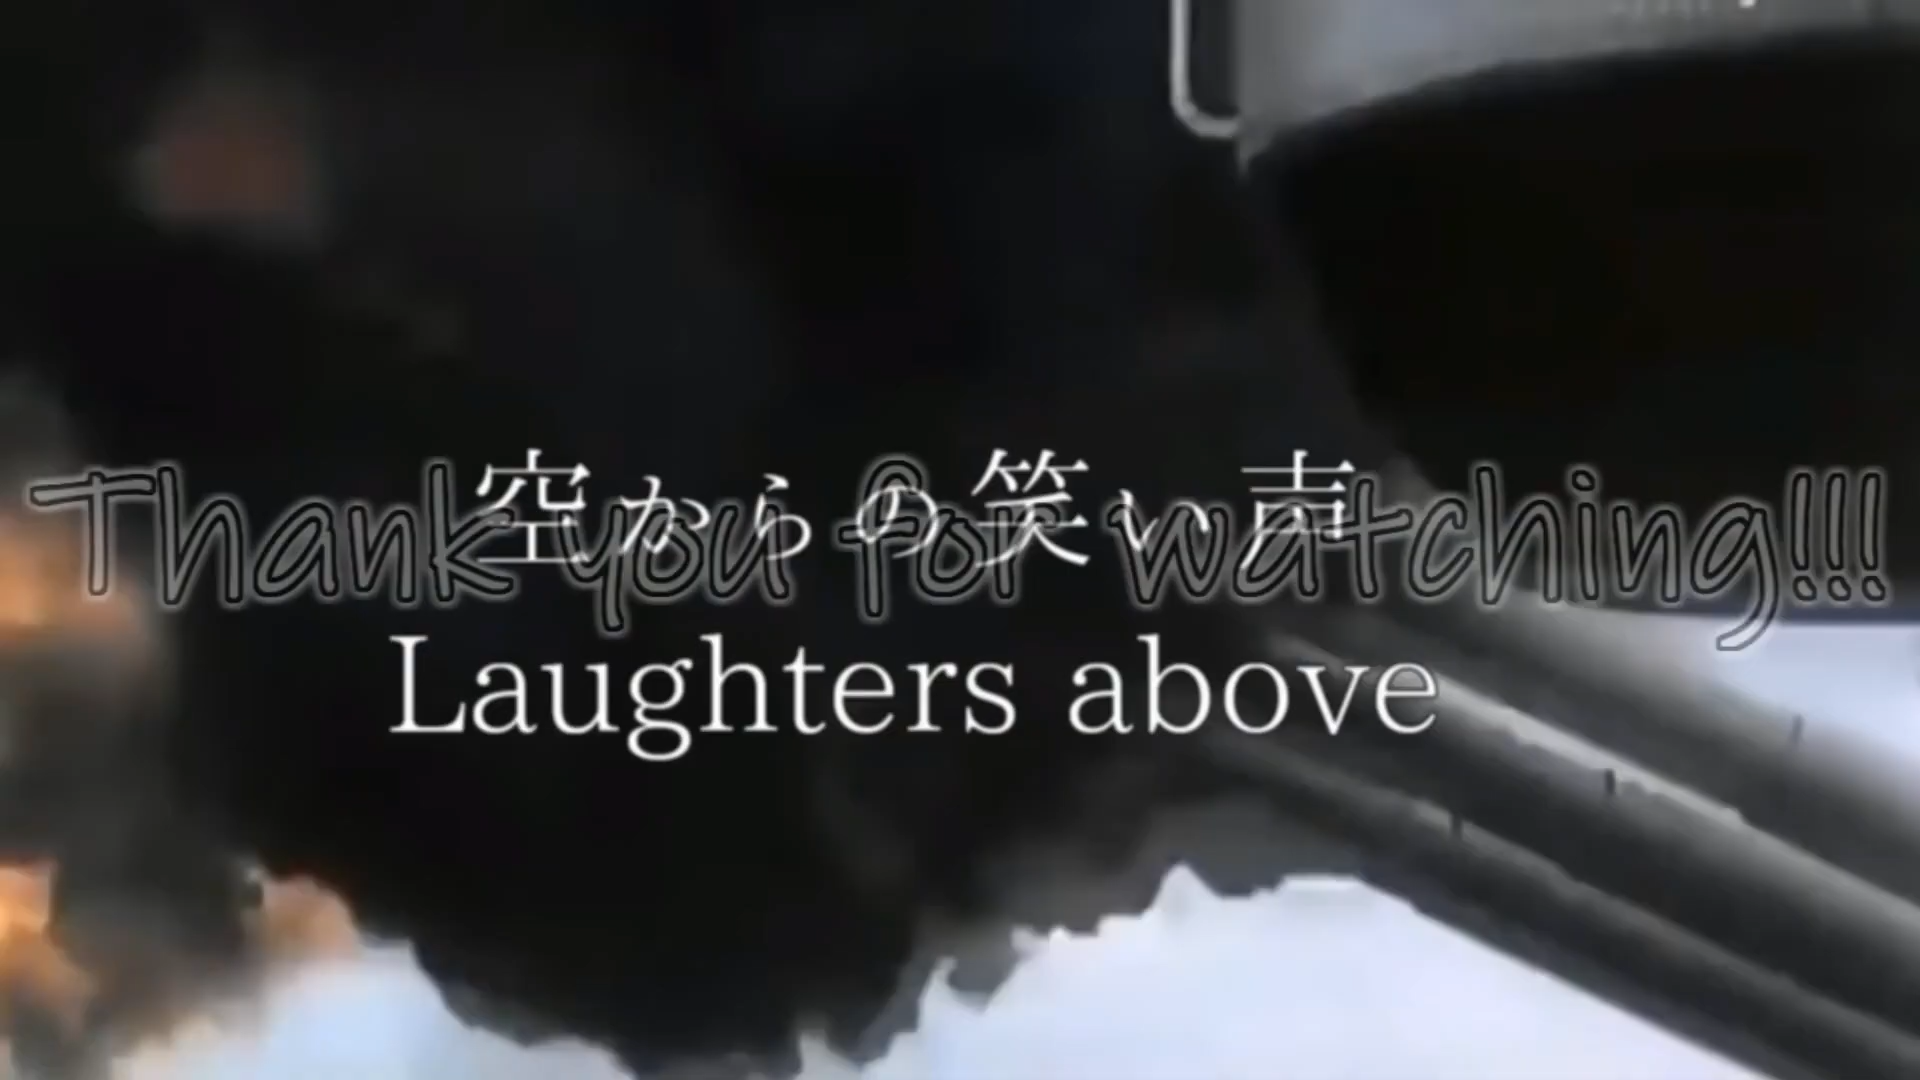 空からの笑い声
Thank you for watching!!!
Laughters above